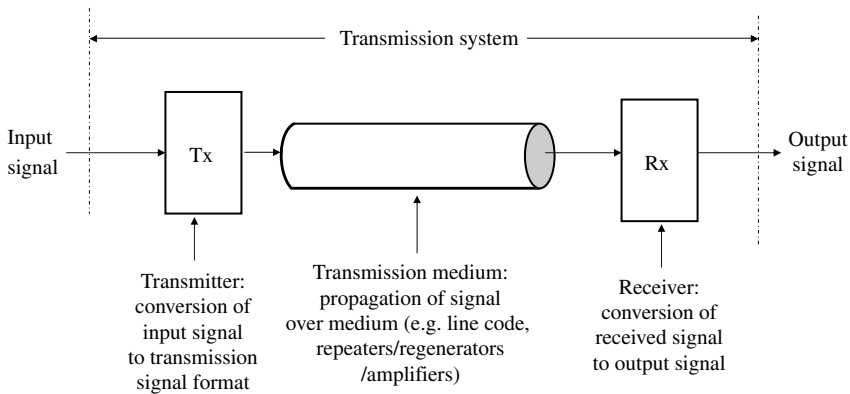 Transmission system
Input
signal
Tx
Rx
Output
signal
Transmitter:
conversion of
input signal
to transmission
signal format
Transmission medium:
propagation of signal
over medium (e.g. line code,
repeaters/regenerators
/amplifiers)
Receiver:
conversion of
received signal
to output signal